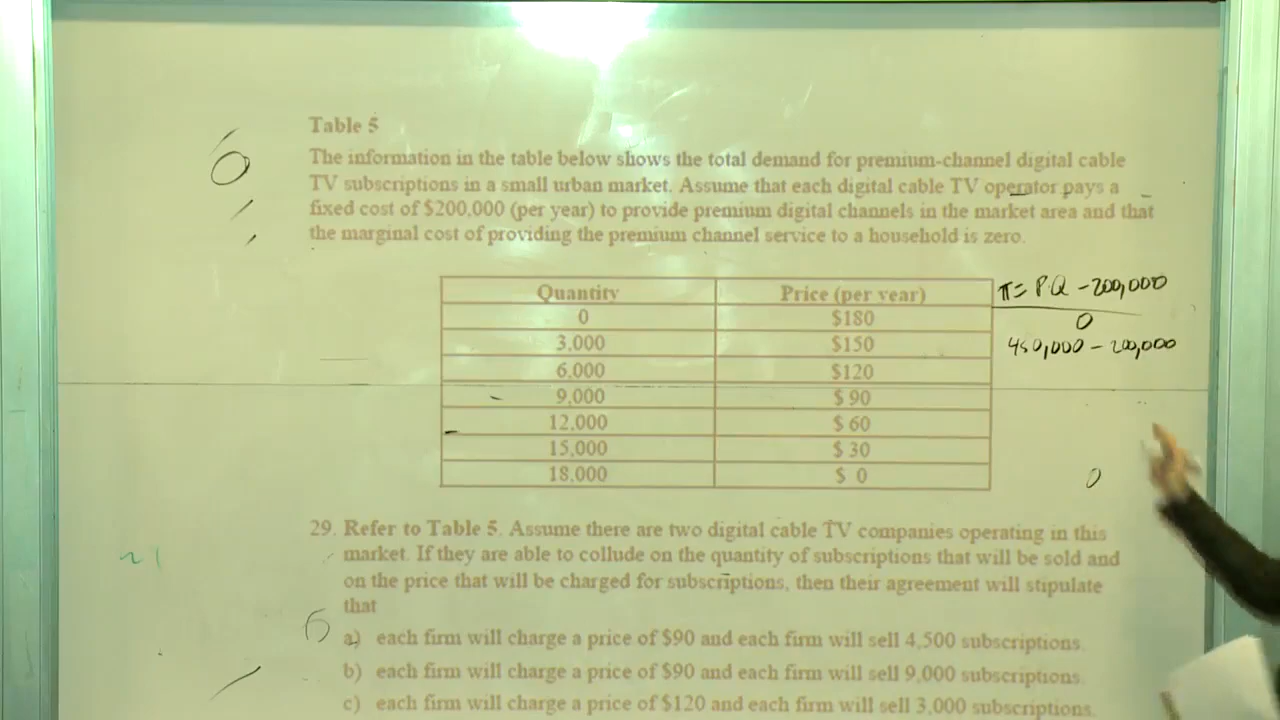 Table 5
The information in the table below shows the total demand for premium-channel digital cable
TV subscriptions in a small urban market. Assume that each digital cable TV operator pays a
fixed cost of $200,000 (per year) to provide premium digital channels in the market area and that
the marginal cost of providing the premium channel service to a household is zero.
Quantity Price (per year) π = P.Q - 200,000
0 $180 0
3,000 $150 450,000 - 200,000
6,000 $120
9,000 $ 90
12,000 $ 60
15,000 $ 30
18,000 $ 0 0
29. Refer to Table 5. Assume there are two digital cable TV companies operating in this
market. If they are able to collude on the quantity of subscriptions that will be sold and
on the price that will be charged for subscriptions, then their agreement will stipulate
that
a) each firm will charge a price of $90 and each firm will sell 4,500 subscriptions.
b) each firm will charge a price of $90 and each firm will sell 9,000 subscriptions.
c) each firm will charge a price of $120 and each firm will sell 3,000 subscriptions.